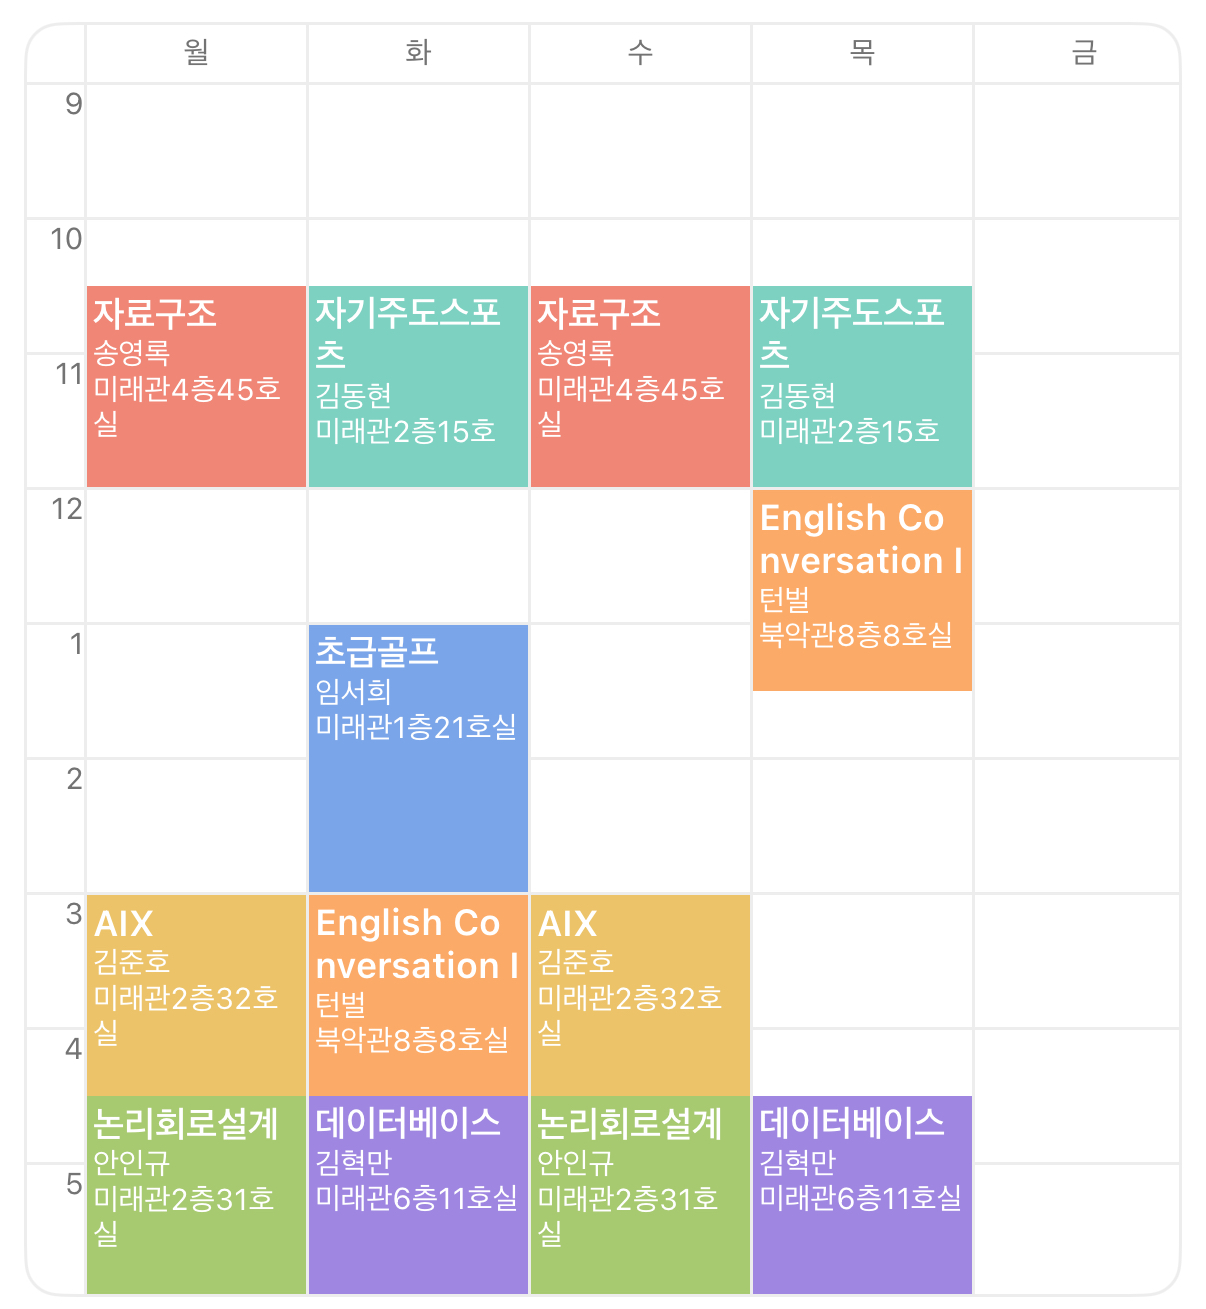 월 화 수 목 금
9
10
자료구조
송영록
미래관4층45호
실
자기주도스포
츠
김동현
미래관2층15호
자료구조
송영록
미래관4층45호
실
자기주도스포
츠
김동현
미래관2층15호
11
12
English Co
nversation I
턴벌
북악관8층8호실
1
초급골프
임서희
미래관1층21호실
2
3
AIX
김준호
미래관2층32호
실
English Co
nversation I
턴벌
북악관8층8호실
AIX
김준호
미래관2층32호
실
4
논리회로설계
안인규
미래관2층31호
실
데이터베이스
김혁만
미래관6층11호실
논리회로설계
안인규
미래관2층31호
실
데이터베이스
김혁만
미래관6층11호실
5